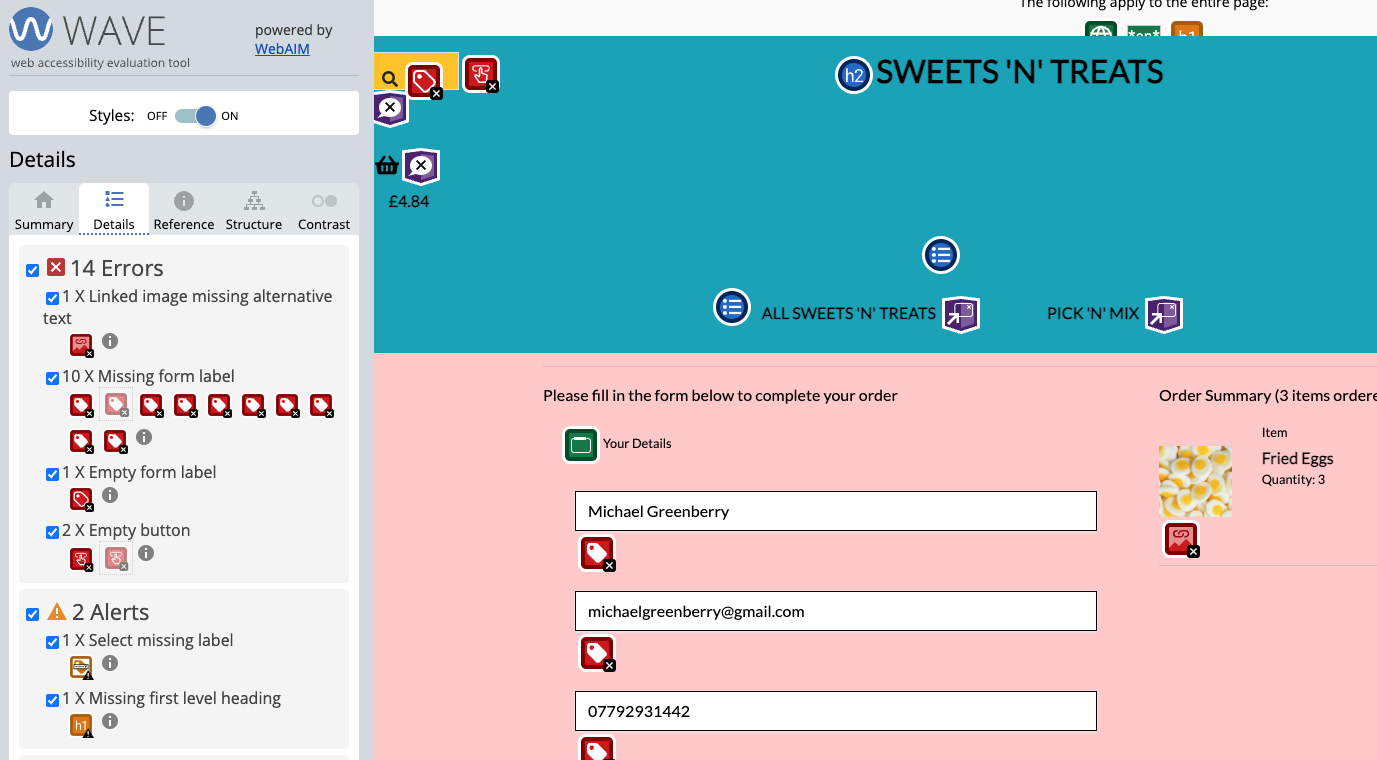 WAVE
powered by
WebAIM
web accessibility evaluation tool
Styles: OFF ON
Details
Summary Details Reference Structure Contrast
14 Errors
1 X Linked image missing alternative
text
10 X Missing form label
1 X Empty form label
2 X Empty button
2 Alerts
1 X Select missing label
h1
1 X Missing first level heading
h1
The following apply to the entire page:
*en*
h1
h2 SWEETS 'N' TREATS
£4.84
ALL SWEETS 'N' TREATS
PICK 'N' MIX
Please fill in the form below to complete your order
Your Details
Michael Greenberry
michaelgreenberry@gmail.com
07792931442
Order Summary (3 items ordere
Item
Fried Eggs
Quantity: 3